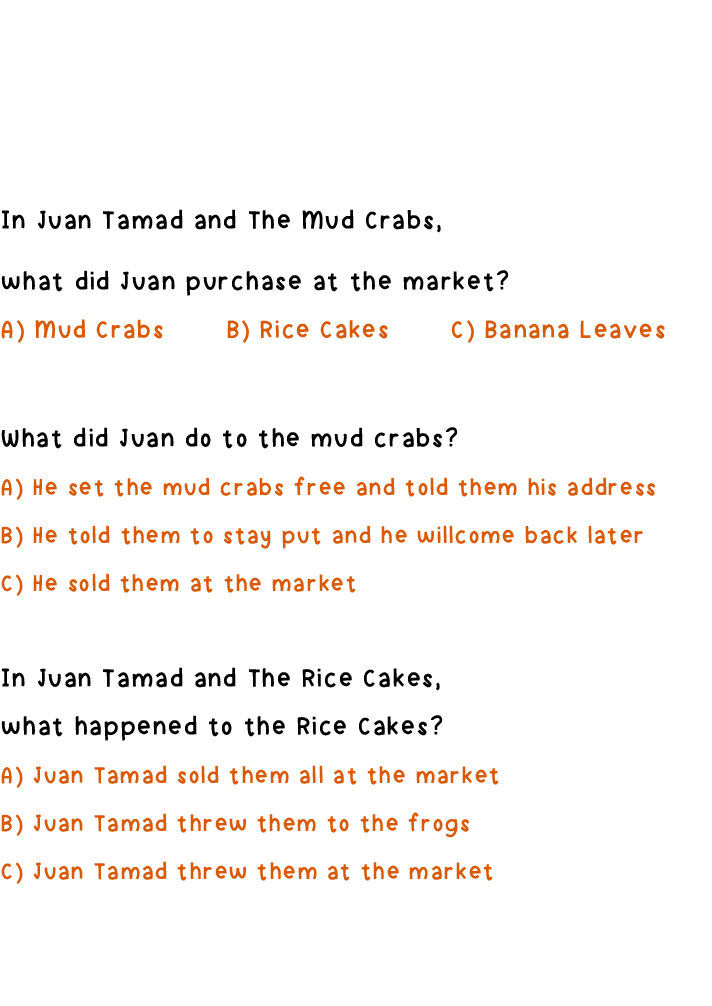 In Juan Tamad and The Mud Crabs,
what did Juan purchase at the market?
A) Mud Crabs B) Rice Cakes C) Banana Leaves
What did Juan do to the mud crabs?
A) He set the mud crabs free and told them his address
B) He told them to stay put and he willcome back later
C) He sold them at the market
In Juan Tamad and The Rice Cakes,
what happened to the Rice Cakes?
A) Juan Tamad sold them all at the market
B) Juan Tamad threw them to the frogs
C) Juan Tamad threw them at the market